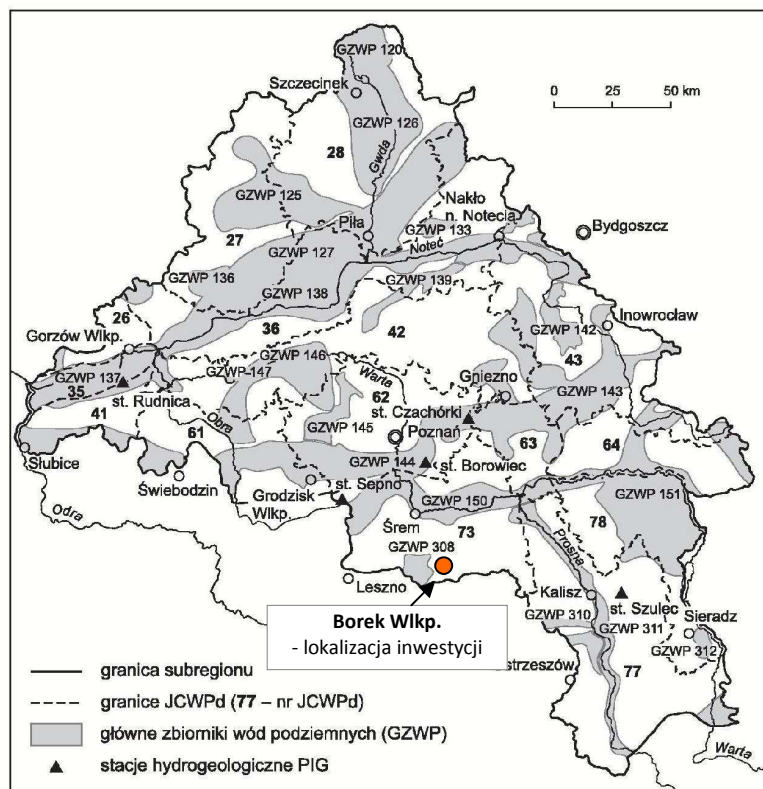 GZWP 120
Szczecinek
0 25 50 km
GZWP 126
28
Gwda
GZWP 125
Nakło
n. Notecią
Piła
GZWP 133
Bydgoszcz
27
Noteć
GZWP 127
GZWP 136
GZWP 139
GZWP 138
26
Inowrocław
Gorzów Wlkp.
36
42
GZWP 142
43
GZWP 146
GZWP 137
GZWP 147
Warta
Gniezno
GZWP 143
35
st. Rudnica
62
st. Czachórki
41
Obra
61
GZWP 145
Poznań
63
64
Słubice
GZWP 144
st. Borowiec
Świebodzin
st. Sepno
GZWP 151
Odra
Grodzisk
Wlkp.
GZWP 150
78
Śrem
73
Prosna
GZWP 308
Leszno
Kalisz
st. Szulec
Borek Wlkp.
- lokalizacja inwestycji
GZWP 310
Sieradz
GZWP 311
GZWP 312
strzeszów
77
granica subregionu
granice JCWPd (77 – nr JCWPd)
główne zbiorniki wód podziemnych (GZWP)
stacje hydrogeologiczne PIG
Warta